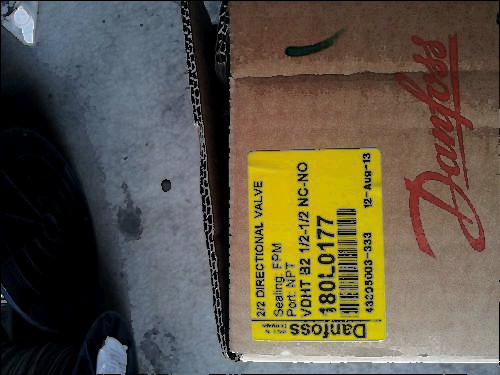 Danfoss
2/2 DIRECTIONAL VALVE
Sealing: FPM
Port: NPT
VDHT B2 1/2-1/2 NC-NO
180L0177
43205003-333 12-Aug-13
Danfoss